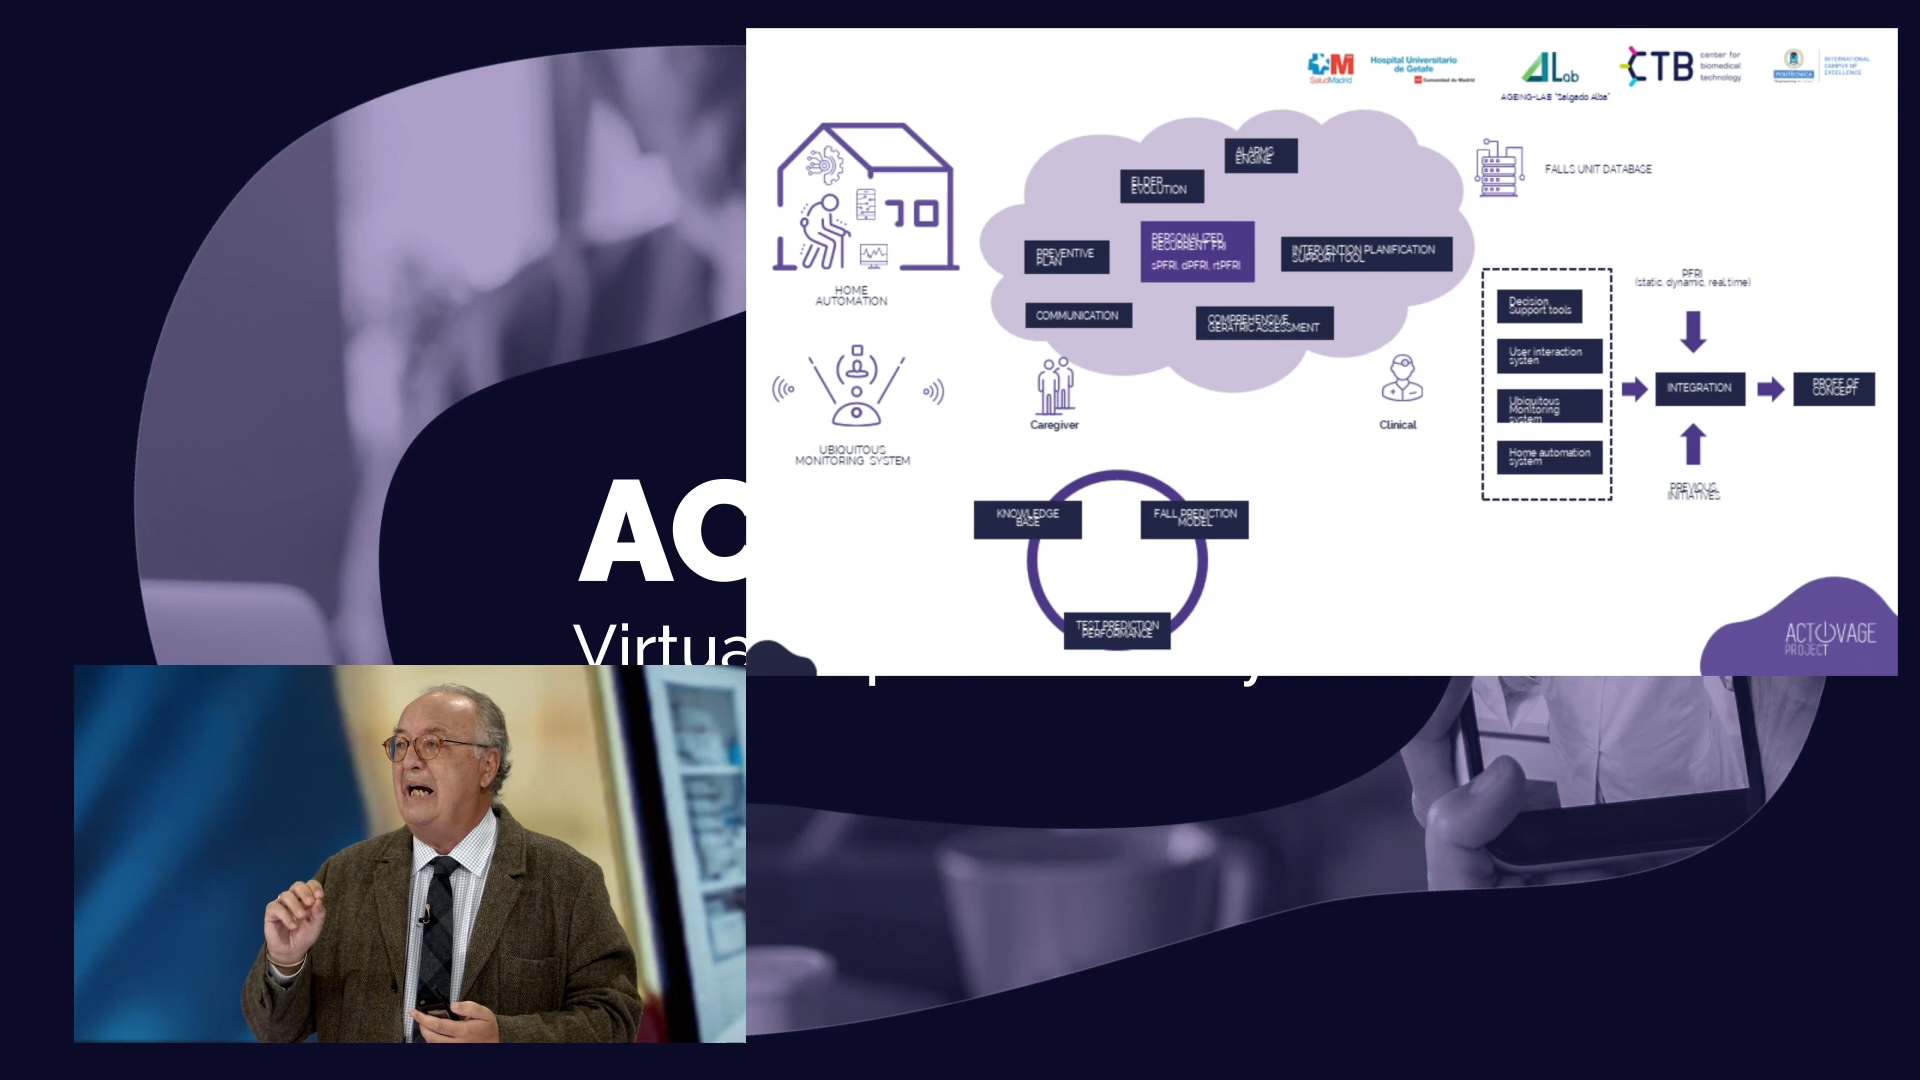 SaludMadrid
Hospital Universitario
de Getafe
Comunidad de Madrid
ALab
AGEING-LAB "Salgado Alba"
CTB
center for
biomedical
technology
POLITÉCNICA
INTERNATIONAL
CAMPUS OF
EXCELLENCE
HOME
AUTOMATION
UBIQUITOUS
MONITORING SYSTEM
ALARMS
ENGINE
ELDER
EVOLUTION
PERSONALIZED
RECURRENT FRI
sPFRI, dPFRI, rtPFRI
PREVENTIVE
PLAN
INTERVENTION PLANIFICATION
SUPPORT TOOL
COMMUNICATION
COMPREHENSIVE
GERATRIC ASSESSMENT
Caregiver
Clinical
FALLS UNIT DATABASE
Decision
Support tools
User interaction
systen
Ubiquitous
Monitoring
system
Home automation
system
PFRI
(static, dynamic, real time)
INTEGRATION
PROFF OF
CONCEPT
PREVIOUS
INITIATIVES
KNOWLEDGE
BASE
FALL PREDICTION
MODEL
TEST PREDICTION
PERFORMANCE
ACTIVAGE
PROJECT
AC
Virtua